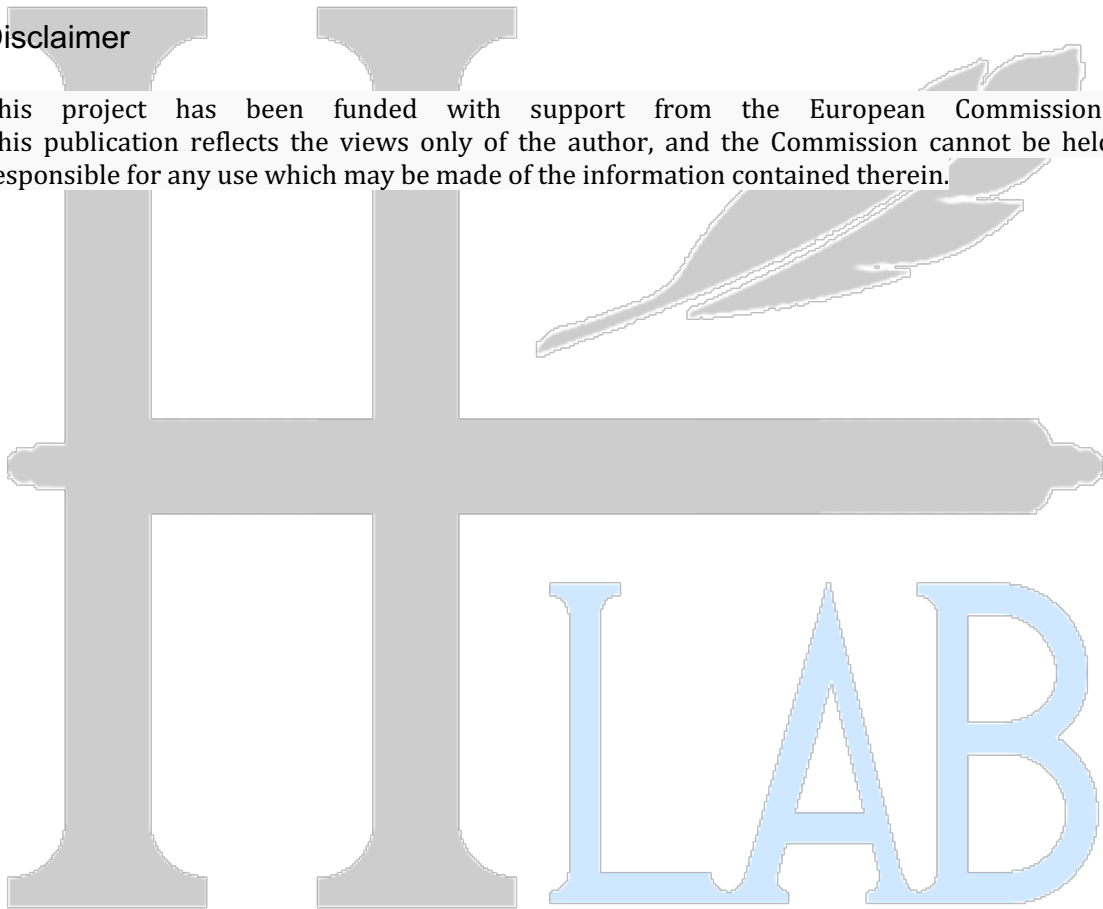 Disclaimer
his project has been funded with support from the European Commission
his publication reflects the views only of the author, and the Commission cannot be held
esponsible for any use which may be made of the information contained therein.
H
LAB